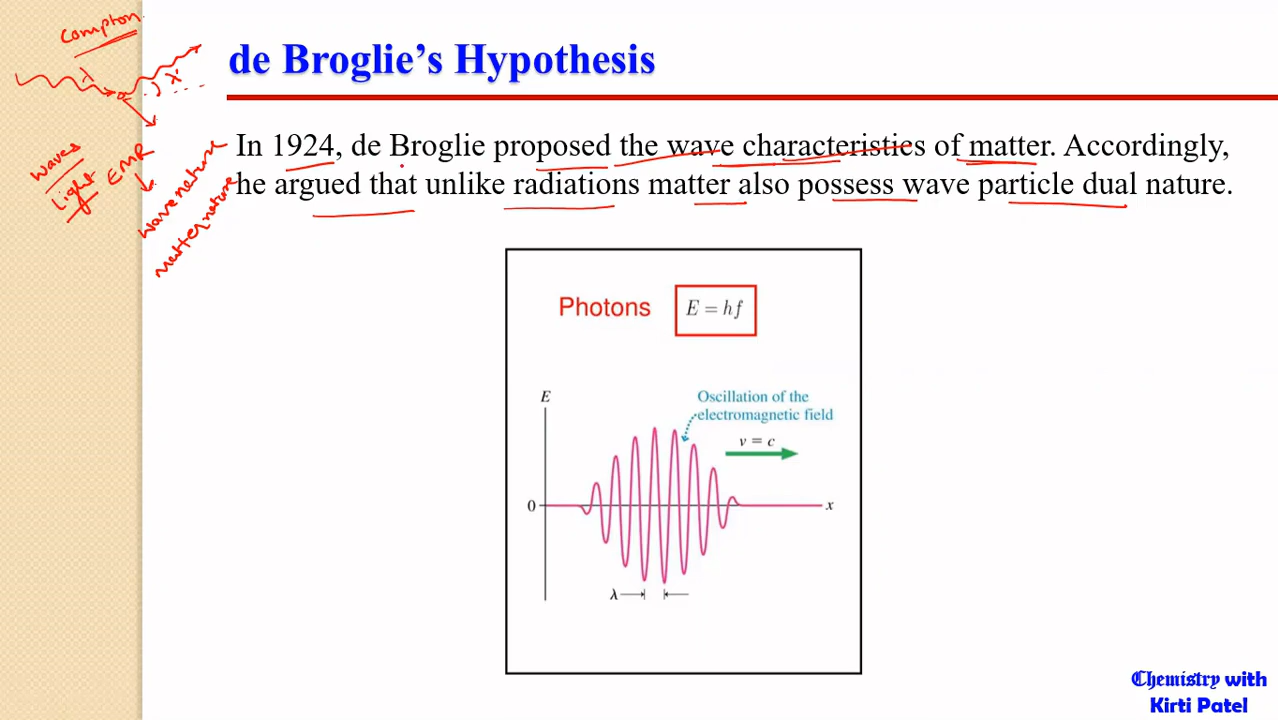 Compton
λ
λ'
Waves
Light
EMR
Wave nature
Matter nature
de Broglie's Hypothesis
In 1924, de Broglie proposed the wave characteristics of matter. Accordingly,
he argued that unlike radiations matter also possess wave particle dual nature.
Photons
E = hf
E
Oscillation of the
electromagnetic field
v = c
0
x
λ
Chemistry with
Kirti Patel